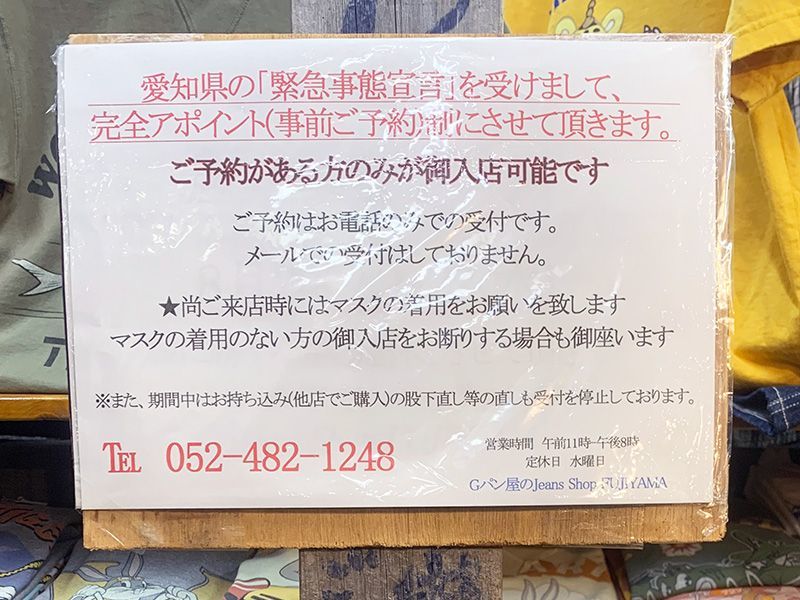 愛知県の「緊急事態宣言」を受けまして、
完全アポイント(事前ご予約)制にさせて頂きます。
ご予約がある方のみが御入店可能です
ご予約はお電話のみでの受付です。
メールでの受付はしておりません。
★尚ご来店時にはマスクの着用をお願いを致します
マスクの着用のない方の御入店をお断りする場合も御座います
※また、期間中はお持ち込み(他店でご購入)の股下直し等の直しも受付を停止しております。
TEL 052-482-1248
営業時間 午前11時~午後8時
定休日 水曜日
Gパン屋のJeans Shop FUJIYAMA